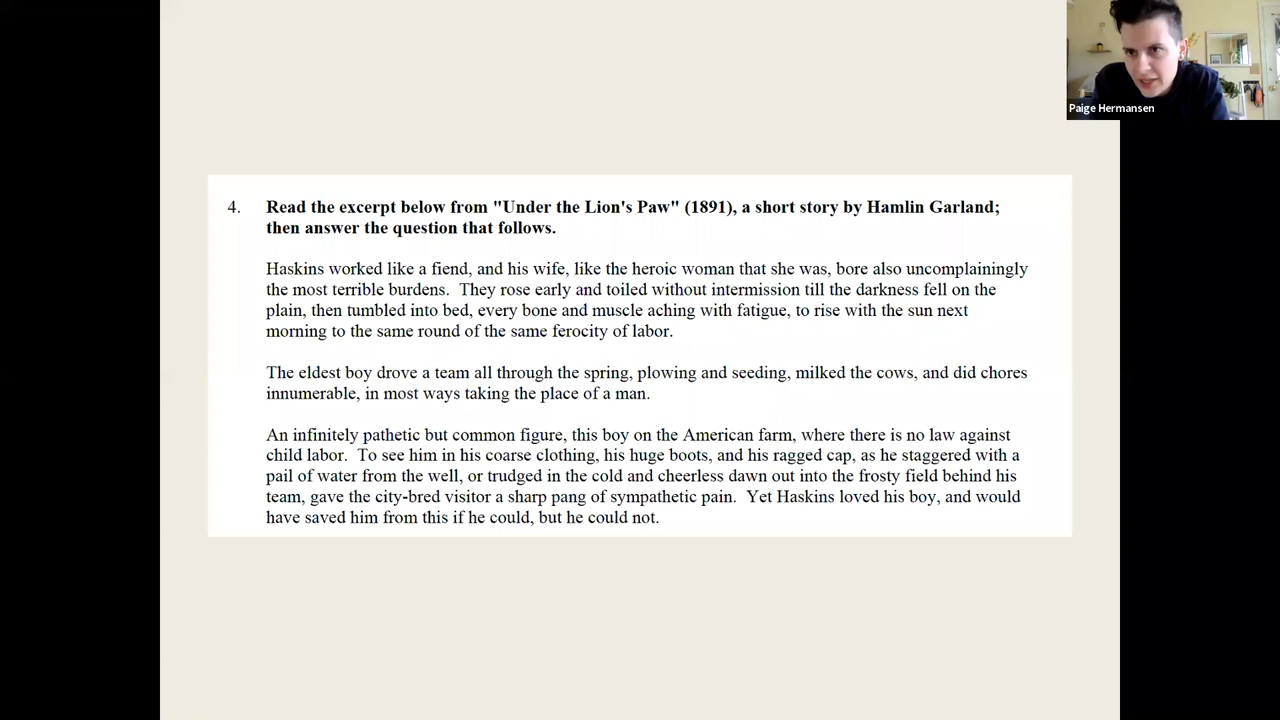 Paige Hermansen
4. Read the excerpt below from "Under the Lion's Paw" (1891), a short story by Hamlin Garland;
then answer the question that follows.
Haskins worked like a fiend, and his wife, like the heroic woman that she was, bore also uncomplainingly
the most terrible burdens. They rose early and toiled without intermission till the darkness fell on the
plain, then tumbled into bed, every bone and muscle aching with fatigue, to rise with the sun next
morning to the same round of the same ferocity of labor.
The eldest boy drove a team all through the spring, plowing and seeding, milked the cows, and did chores
innumerable, in most ways taking the place of a man.
An infinitely pathetic but common figure, this boy on the American farm, where there is no law against
child labor. To see him in his coarse clothing, his huge boots, and his ragged cap, as he staggered with a
pail of water from the well, or trudged in the cold and cheerless dawn out into the frosty field behind his
team, gave the city-bred visitor a sharp pang of sympathetic pain. Yet Haskins loved his boy, and would
have saved him from this if he could, but he could not.